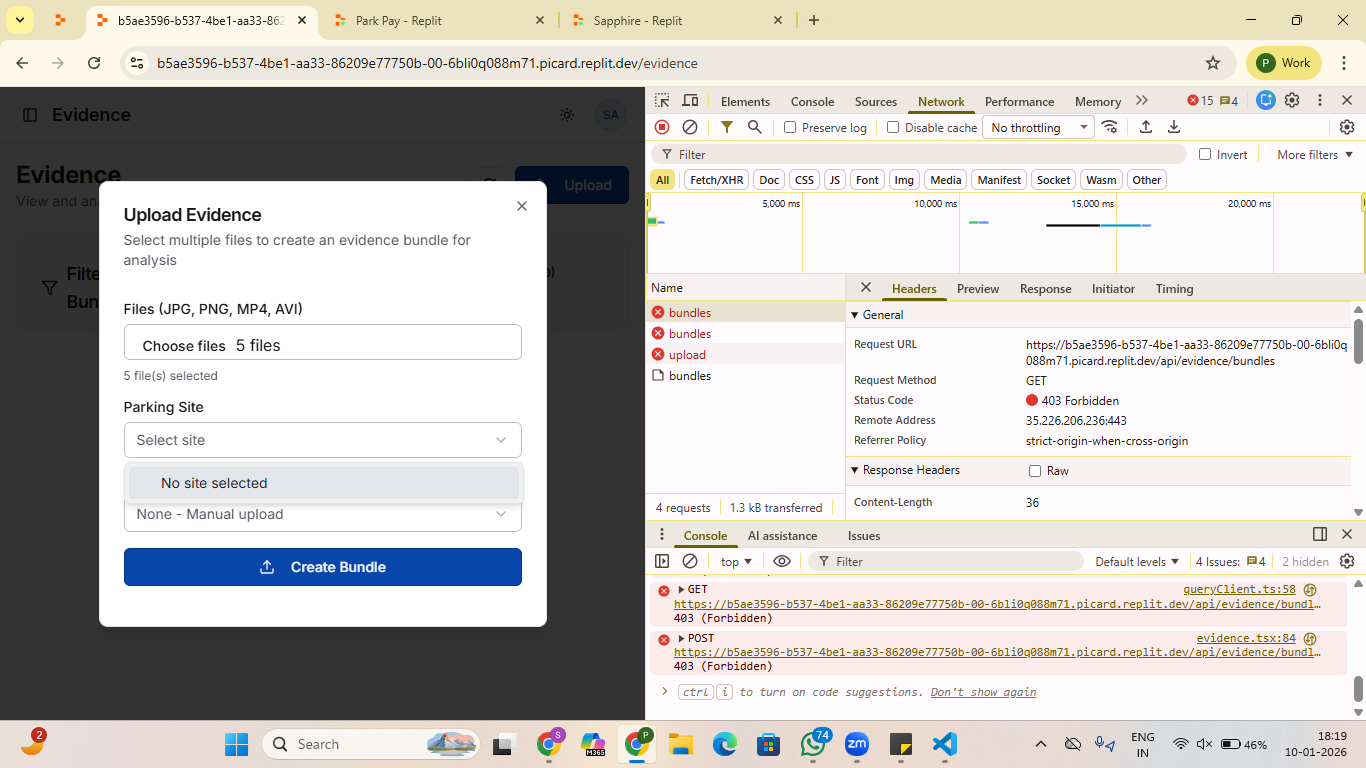 b5ae3596-b537-4be1-aa33-862
Park Pay - Replit
Sapphire - Replit
b5ae3596-b537-4be1-aa33-86209e77750b-00-6bli0q088m71.picard.replit.dev/evidence
P
Work
Evidence
SA
Evidence
View and ana
Upload
Filte
Bun
Upload Evidence
Select multiple files to create an evidence bundle for
analysis
Files (JPG, PNG, MP4, AVI)
Choose files 5 files
5 file(s) selected
Parking Site
Select site
No site selected
None - Manual upload
Create Bundle
Elements
Console
Sources
Network
Performance
Memory
15
4
Preserve log
Disable cache
No throttling
Filter
Invert
More filters
All
Fetch/XHR
Doc
CSS
JS
Font
Img
Media
Manifest
Socket
Wasm
Other
5,000 ms
10,000 ms
15,000 ms
20,000 ms
Name
bundles
bundles
upload
bundles
4 requests
1.3 kB transferred
Headers
Preview
Response
Initiator
Timing
General
Request URL
https://b5ae3596-b537-4be1-aa33-86209e77750b-00-6bli0q
088m71.picard.replit.dev/api/evidence/bundles
Request Method
GET
Status Code
403 Forbidden
Remote Address
35.226.206.236:443
Referrer Policy
strict-origin-when-cross-origin
Response Headers
Raw
Content-Length
36
Console
AI assistance
Issues
top
Filter
Default levels
4 Issues:
4
2 hidden
GET
queryClient.ts:58
https://b5ae3596-b537-4be1-aa33-86209e77750b-00-6bli0q088m71.picard.replit.dev/api/evidence/bundl…
403 (Forbidden)
POST
evidence.tsx:84
https://b5ae3596-b537-4be1-aa33-86209e77750b-00-6bli0q088m71.picard.replit.dev/api/evidence/bundl…
403 (Forbidden)
ctrl i to turn on code suggestions. Don't show again
2
Search
S
M365
P
74
zm
ENG
IN
46%
18:19
10-01-2026